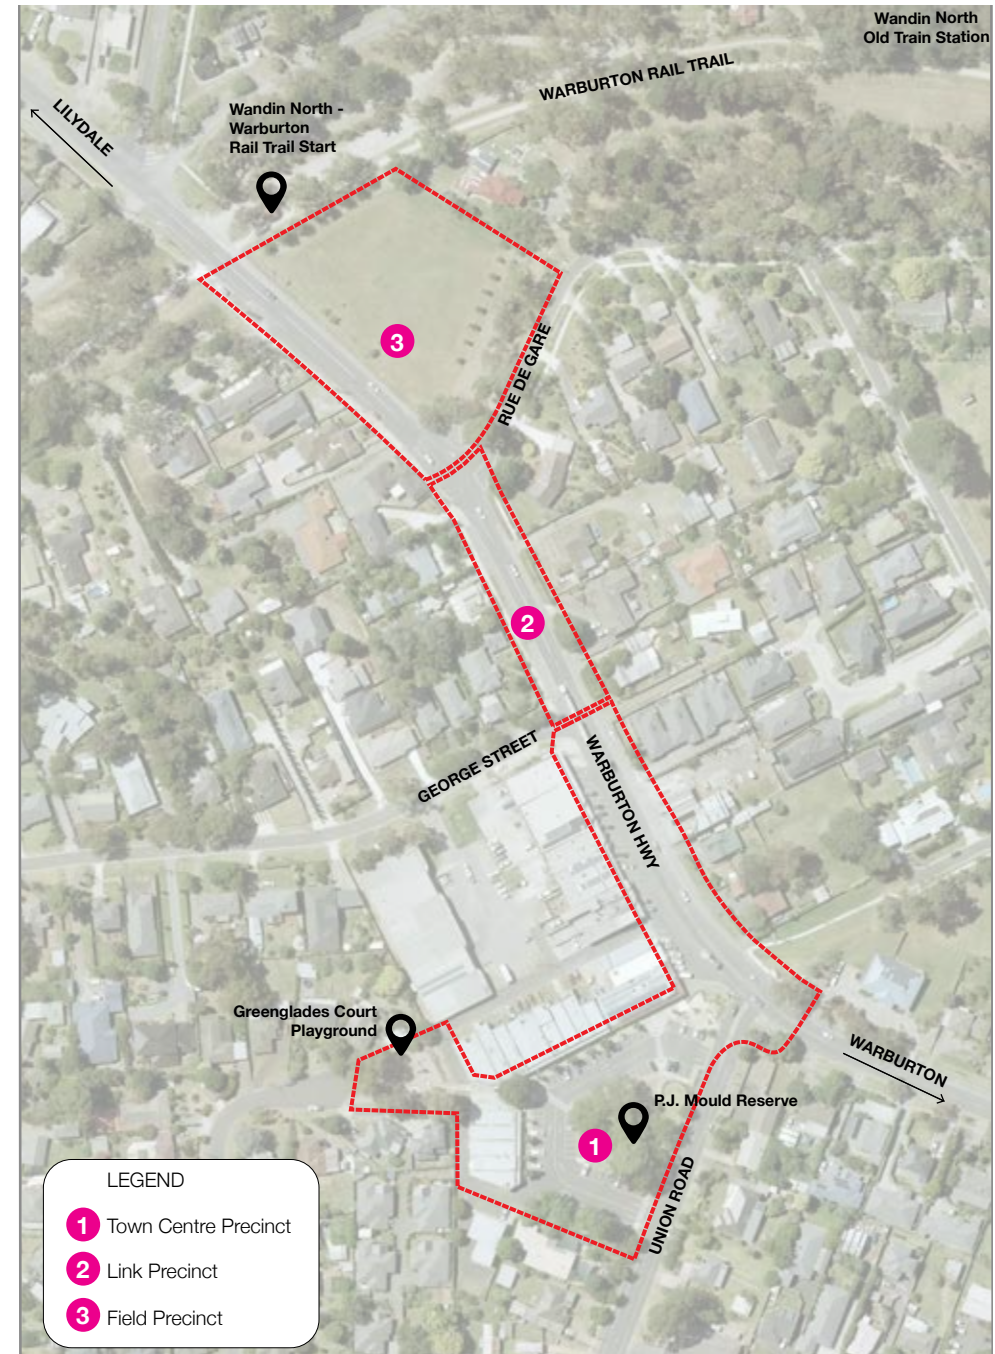 Wandin North
Old Train Station
WARBURTON RAIL TRAIL
LILYDALE
Wandin North -
Warburton
Rail Trail Start
3
RUE DE GARE
2
GEORGE STREET
WARBURTON HWY
Greenglades Court
Playground
WARBURTON
P.J. Mould Reserve
1
UNION ROAD
LEGEND
1 Town Centre Precinct
2 Link Precinct
3 Field Precinct